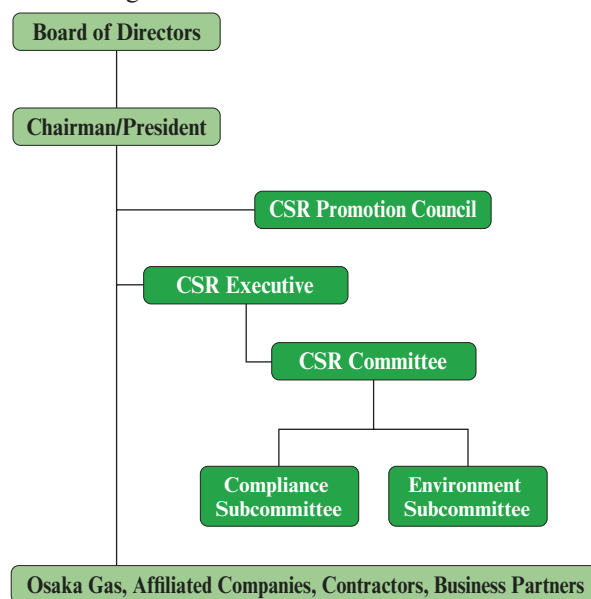 Board of Directors
Chairman/President
CSR Promotion Council
CSR Executive
CSR Committee
Compliance
Subcommittee
Environment
Subcommittee
Osaka Gas, Affiliated Companies, Contractors, Business Partners